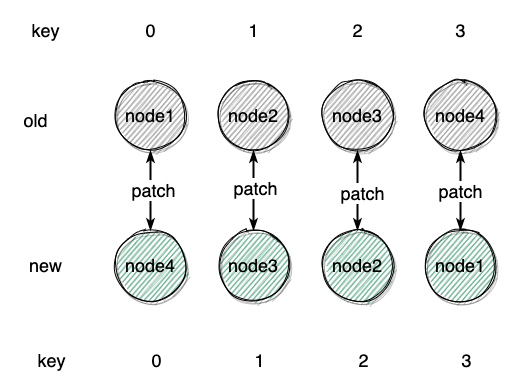 key 0 1 2 3
old node1 node2 node3 node4
patch patch patch patch
new node4 node3 node2 node1
key 0 1 2 3